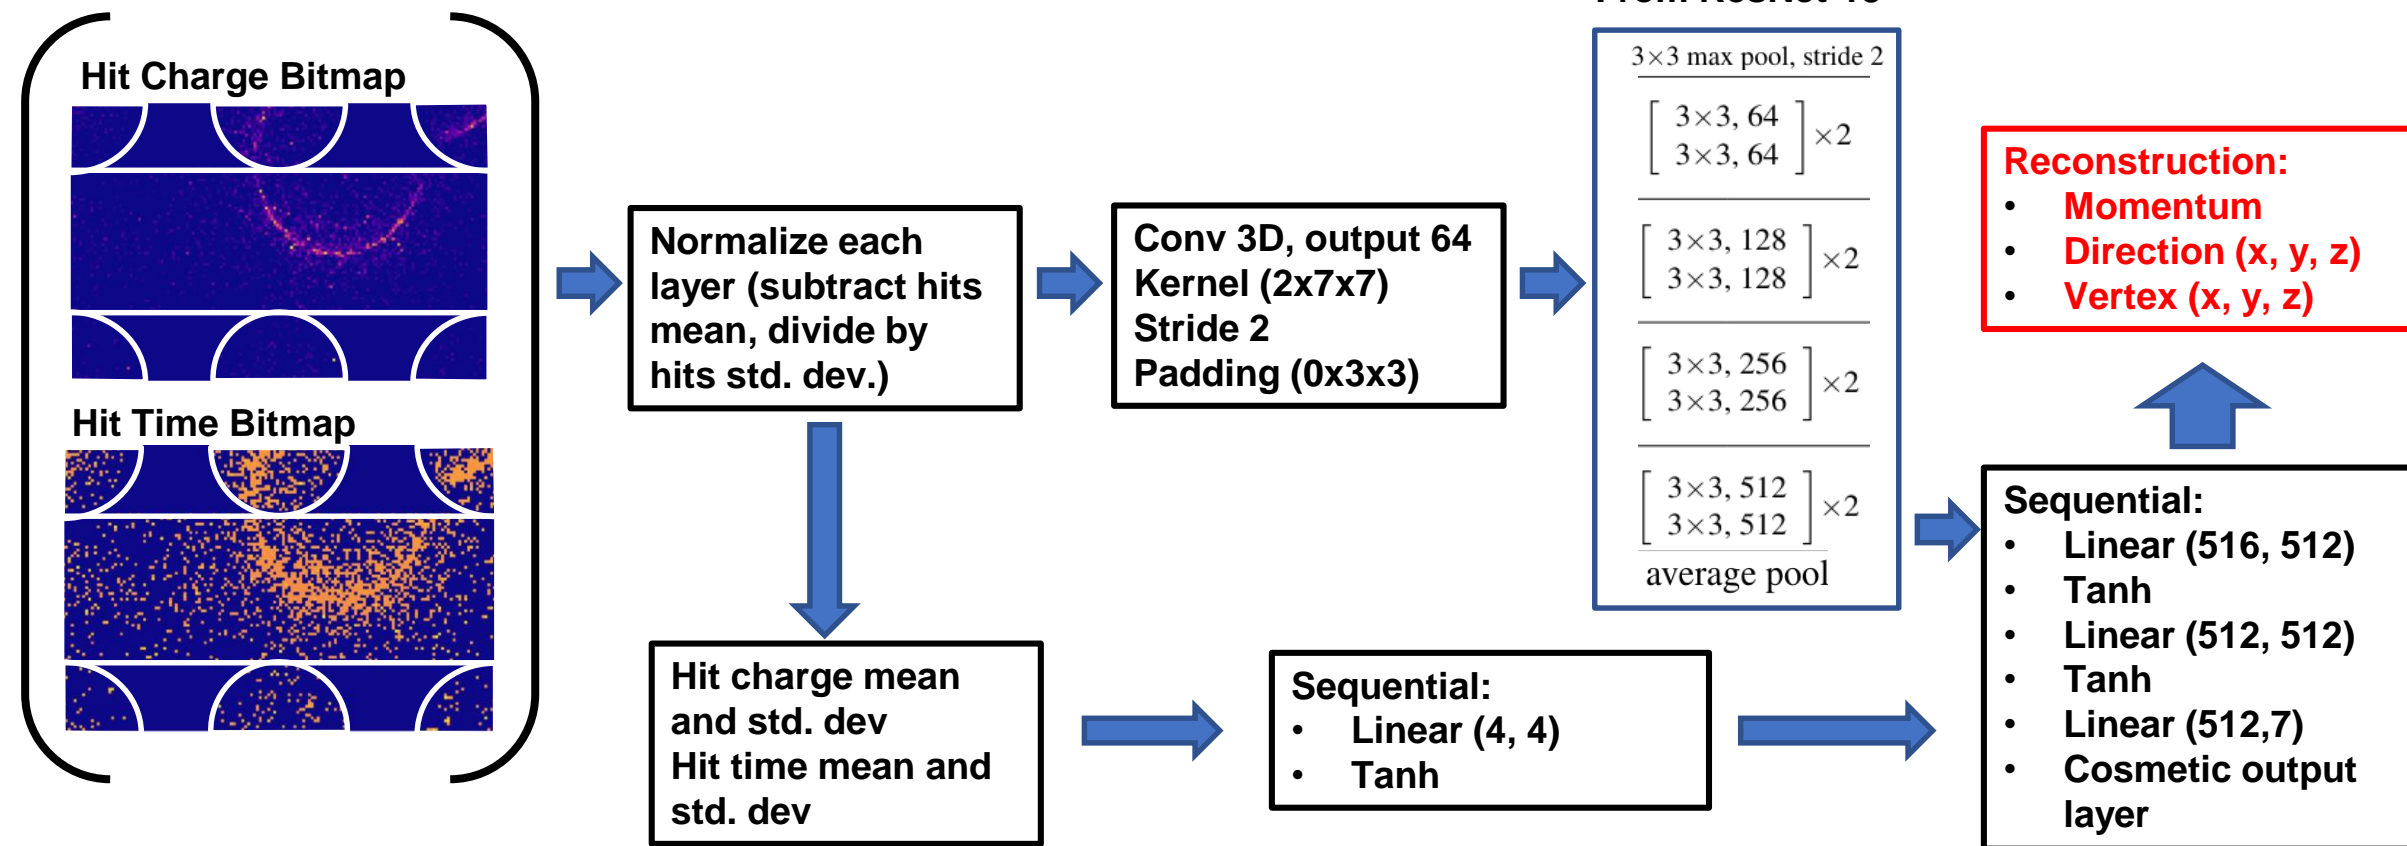 Hit Charge Bitmap
Hit Time Bitmap
Normalize each
layer (subtract hits
mean, divide by
hits std. dev.)
Conv 3D, output 64
Kernel (2x7x7)
Stride 2
Padding (0x3x3)
3×3 max pool, stride 2
3×3, 64
3×3, 64
×2
3×3, 128
3×3, 128
×2
3×3, 256
3×3, 256
×2
3×3, 512
3×3, 512
×2
average pool
Hit charge mean
and std. dev
Hit time mean and
std. dev
Sequential:
• Linear (4, 4)
• Tanh
Sequential:
• Linear (516, 512)
• Tanh
• Linear (512, 512)
• Tanh
• Linear (512,7)
• Cosmetic output
layer
Reconstruction:
• Momentum
• Direction (x, y, z)
• Vertex (x, y, z)